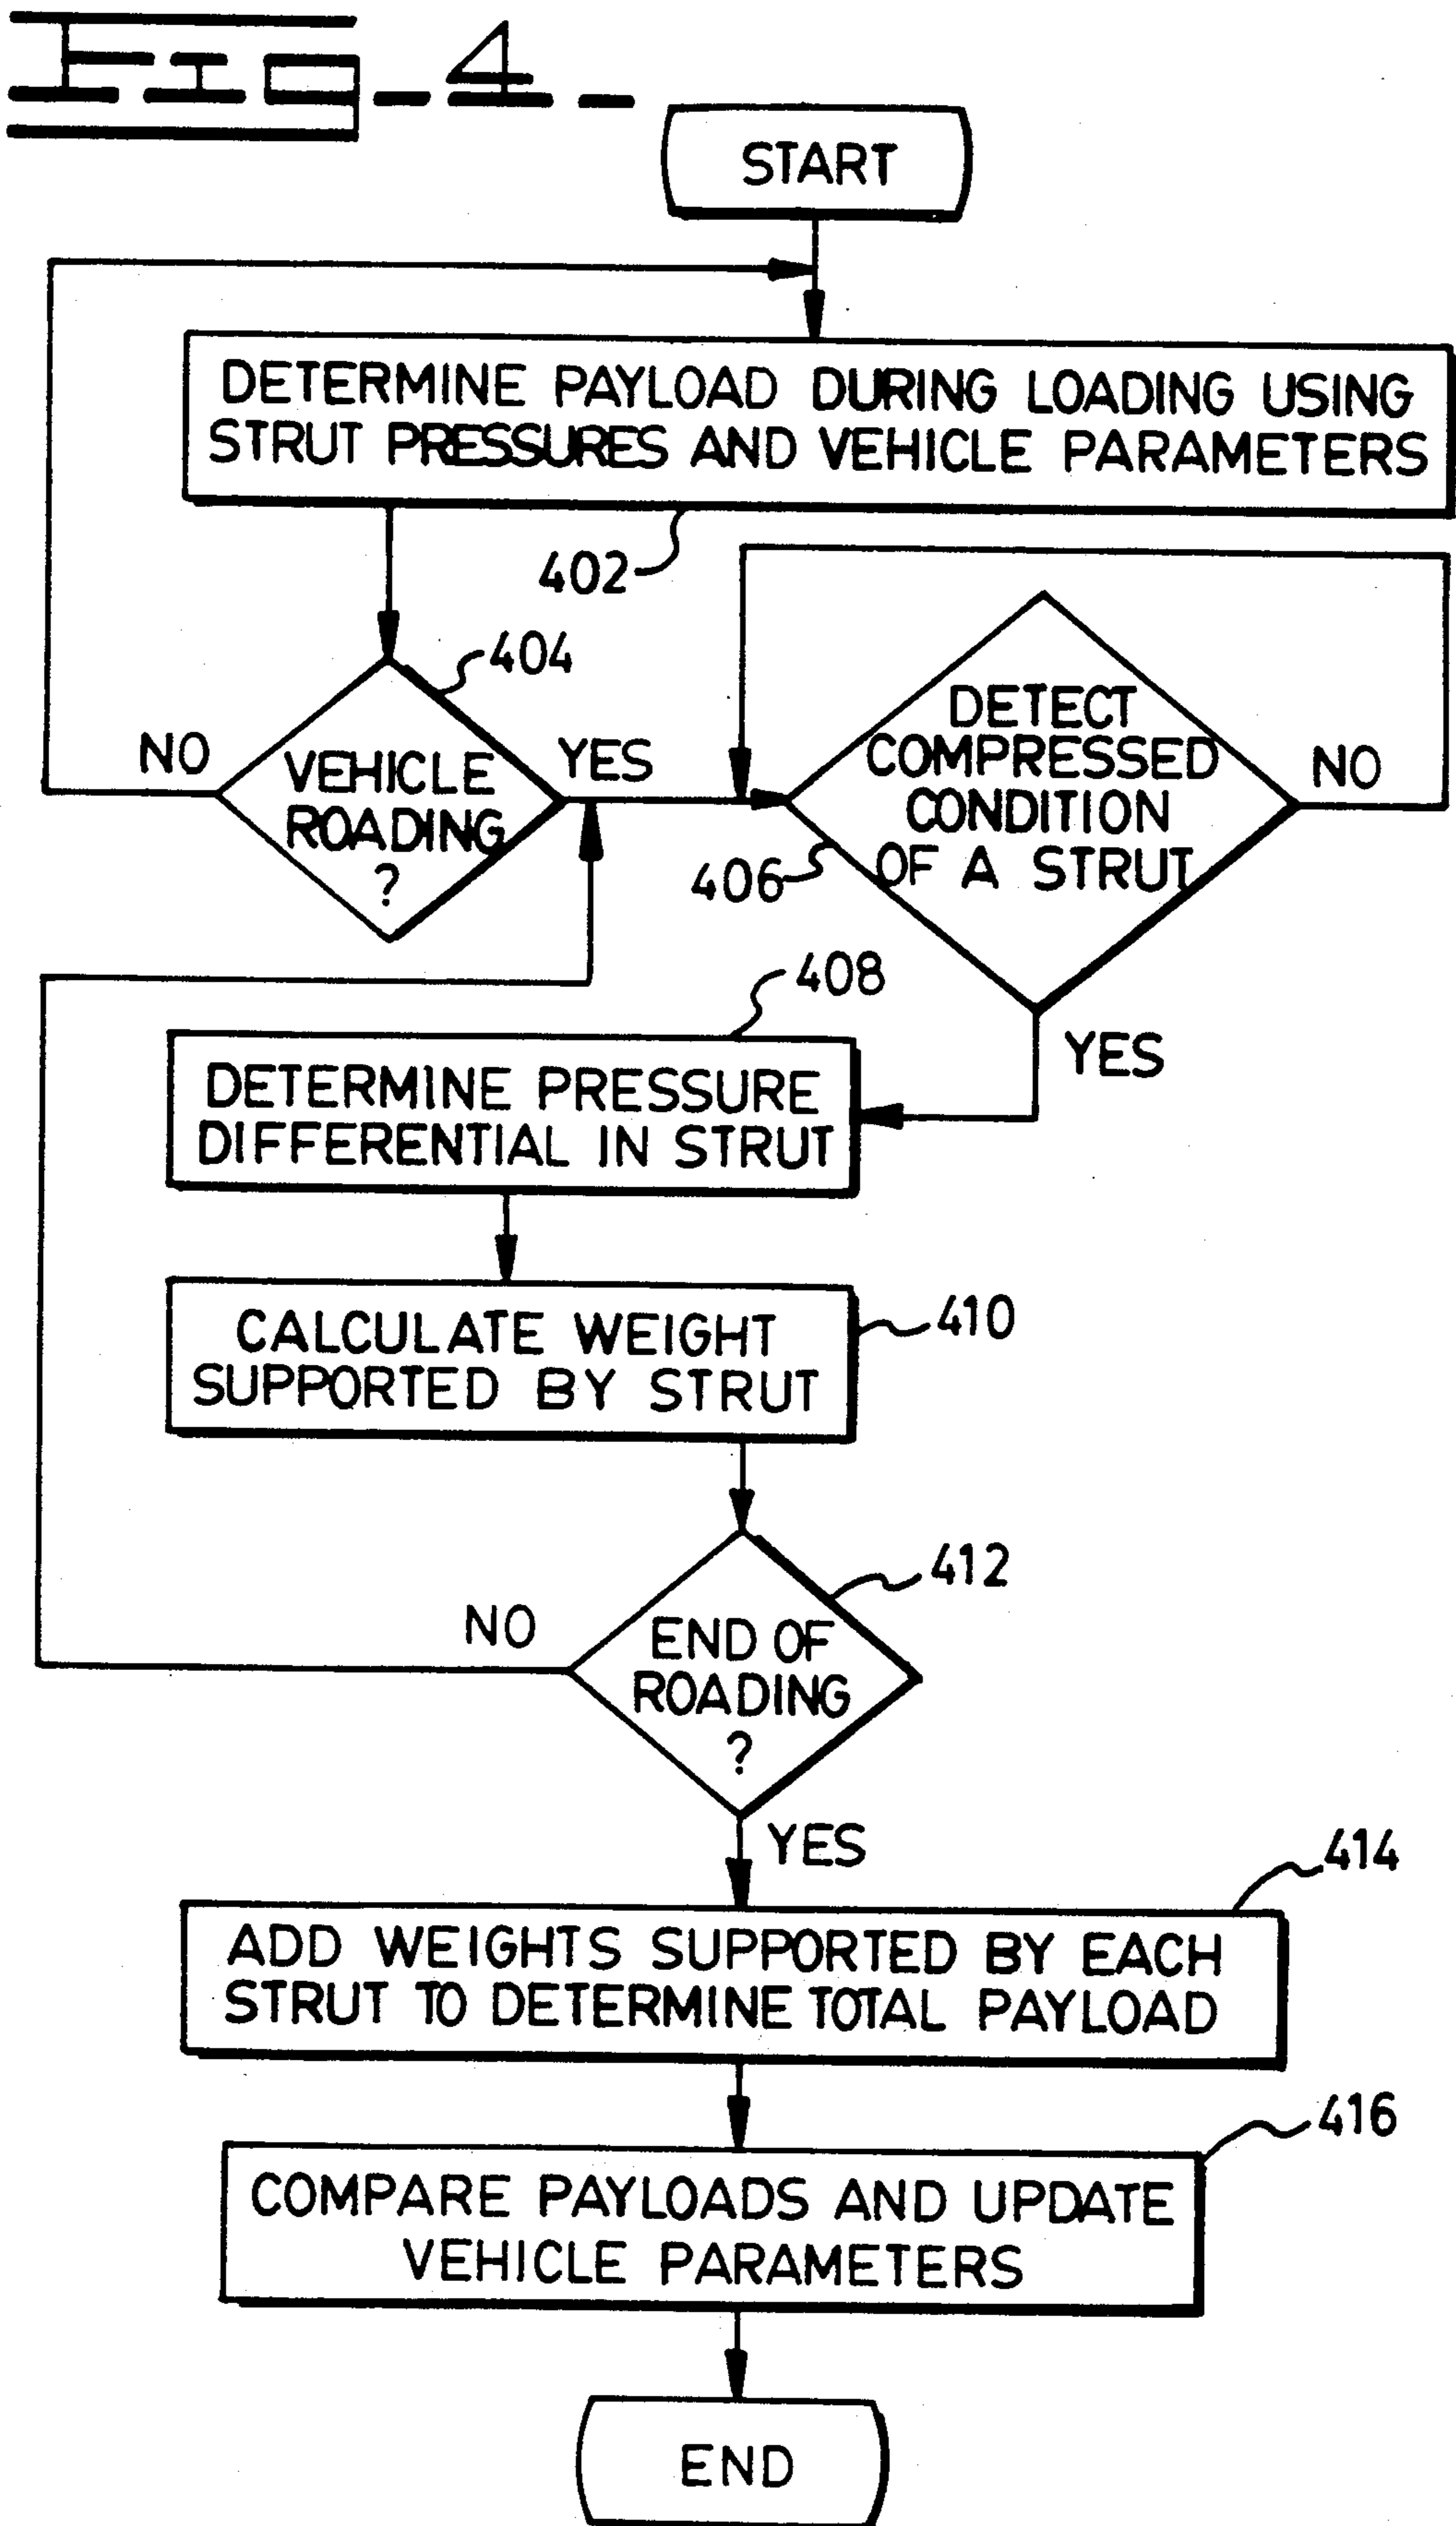 FIG-4-
START
DETERMINE PAYLOAD DURING LOADING USING
STRUT PRESSURES AND VEHICLE PARAMETERS
402
404
NO
VEHICLE
ROADING
?
YES
DETECT
COMPRESSED
CONDITION
OF A STRUT
NO
406
YES
408
DETERMINE PRESSURE
DIFFERENTIAL IN STRUT
CALCULATE WEIGHT
SUPPORTED BY STRUT
410
412
NO
END OF
ROADING
?
YES
414
ADD WEIGHTS SUPPORTED BY EACH
STRUT TO DETERMINE TOTAL PAYLOAD
416
COMPARE PAYLOADS AND UPDATE
VEHICLE PARAMETERS
END